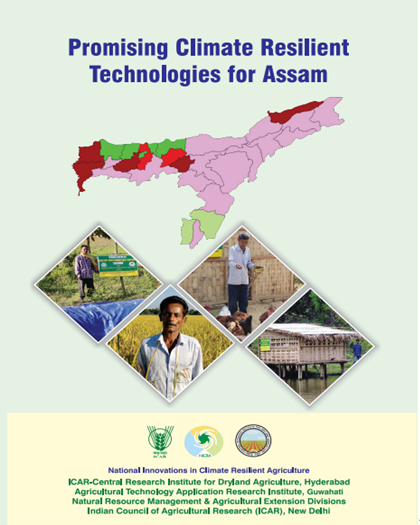 Promising Climate Resilient
Technologies for Assam
National Innovations in Climate Resilient Agriculture
ICAR-Central Research Institute for Dryland Agriculture, Hyderabad
Agricultural Technology Application Research Institute, Guwahati
Natural Resource Management & Agricultural Extension Divisions
Indian Council of Agricultural Research (ICAR), New Delhi